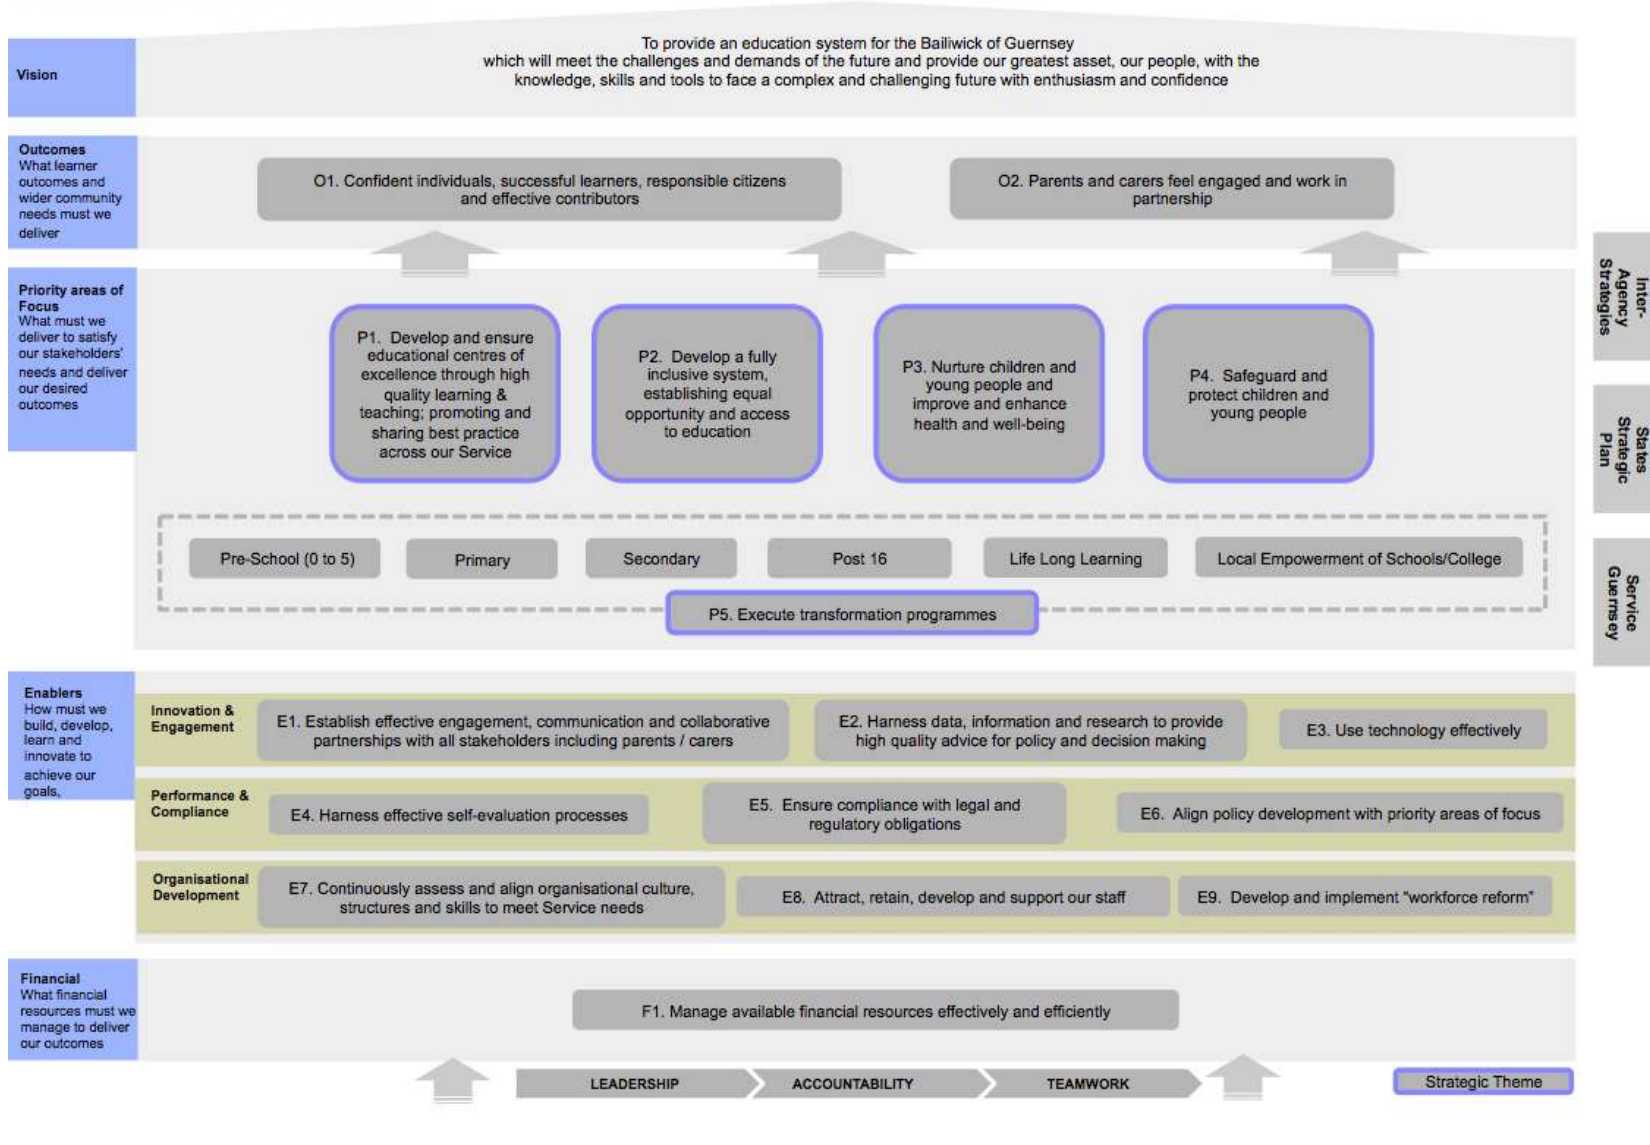 Vision
To provide an education system for the Bailiwick of Guernsey
which will meet the challenges and demands of the future and provide our greatest asset, our people, with the
knowledge, skills and tools to face a complex and challenging future with enthusiasm and confidence
Outcomes
What learner
outcomes and
wider community
needs must we
deliver
O1. Confident individuals, successful learners, responsible citizens
and effective contributors
O2. Parents and carers feel engaged and work in
partnership
Priority areas of
Focus
What must we
deliver to satisfy
our stakeholders'
needs and deliver
our desired
outcomes
P1. Develop and ensure
educational centres of
excellence through high
quality learning &
teaching; promoting and
sharing best practice
across our Service
P2. Develop a fully
inclusive system,
establishing equal
opportunity and access
to education
P3. Nurture children and
young people and
improve and enhance
health and well-being
P4. Safeguard and
protect children and
young people
Pre-School (0 to 5)
Primary
Secondary
Post 16
Life Long Learning
Local Empowerment of Schools/College
P5. Execute transformation programmes
Inter-
Agency
Strategies
States
Strategic
Plan
Service
Guernsey
Enablers
How must we
build, develop,
learn and
innovate to
achieve our
goals,
Innovation &
Engagement
E1. Establish effective engagement, communication and collaborative
partnerships with all stakeholders including parents / carers
E2. Harness data, information and research to provide
high quality advice for policy and decision making
E3. Use technology effectively
Performance &
Compliance
E4. Harness effective self-evaluation processes
E5. Ensure compliance with legal and
regulatory obligations
E6. Align policy development with priority areas of focus
Organisational
Development
E7. Continuously assess and align organisational culture,
structures and skills to meet Service needs
E8. Attract, retain, develop and support our staff
E9. Develop and implement "workforce reform"
Financial
What financial
resources must we
manage to deliver
our outcomes
F1. Manage available financial resources effectively and efficiently
LEADERSHIP
ACCOUNTABILITY
TEAMWORK
Strategic Theme